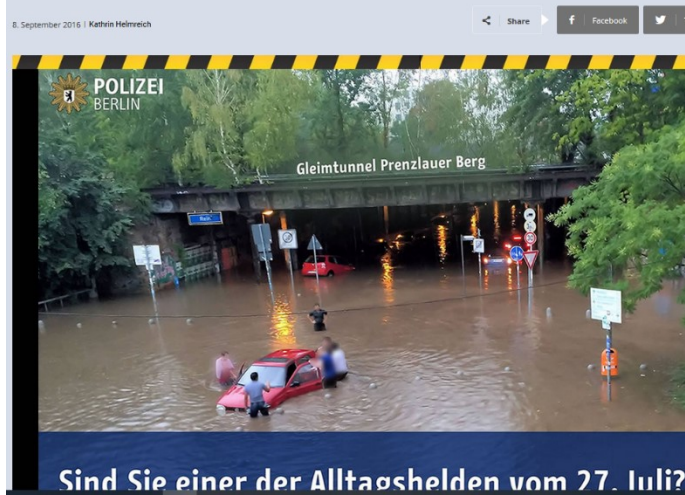 8. September 2016 | Kathrin Helmreich
Share
Facebook
POLIZEI
BERLIN
Gleimtunnel Prenzlauer Berg
Sind Sie einer der Alltagshelden vom 27. Juli?